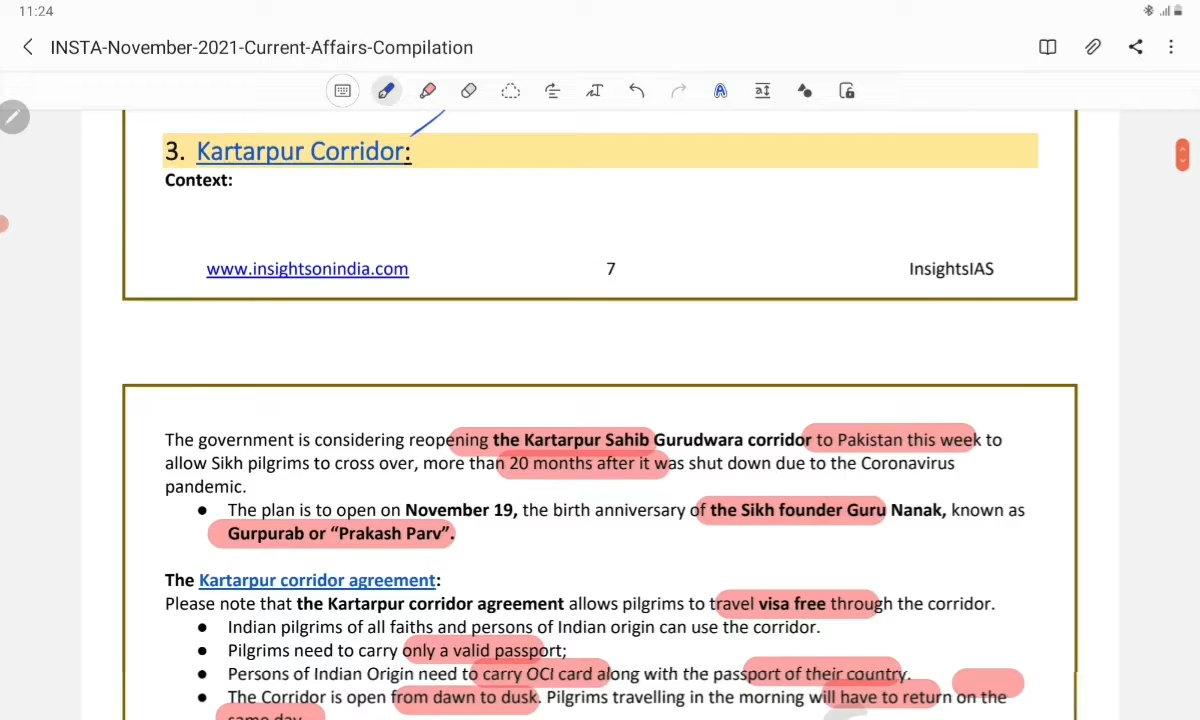 11:24
INSTA-November-2021-Current-Affairs-Compilation
3. Kartarpur Corridor:
Context:
www.insightsonindia.com 7 InsightsIAS
The government is considering reopening the Kartarpur Sahib Gurudwara corridor to Pakistan this week to
allow Sikh pilgrims to cross over, more than 20 months after it was shut down due to the Coronavirus
pandemic.
• The plan is to open on November 19, the birth anniversary of the Sikh founder Guru Nanak, known as
Gurpurab or “Prakash Parv”.
The Kartarpur corridor agreement:
Please note that the Kartarpur corridor agreement allows pilgrims to travel visa free through the corridor.
• Indian pilgrims of all faiths and persons of Indian origin can use the corridor.
• Pilgrims need to carry only a valid passport;
• Persons of Indian Origin need to carry OCI card along with the passport of their country.
• The Corridor is open from dawn to dusk. Pilgrims travelling in the morning will have to return on the
same day.